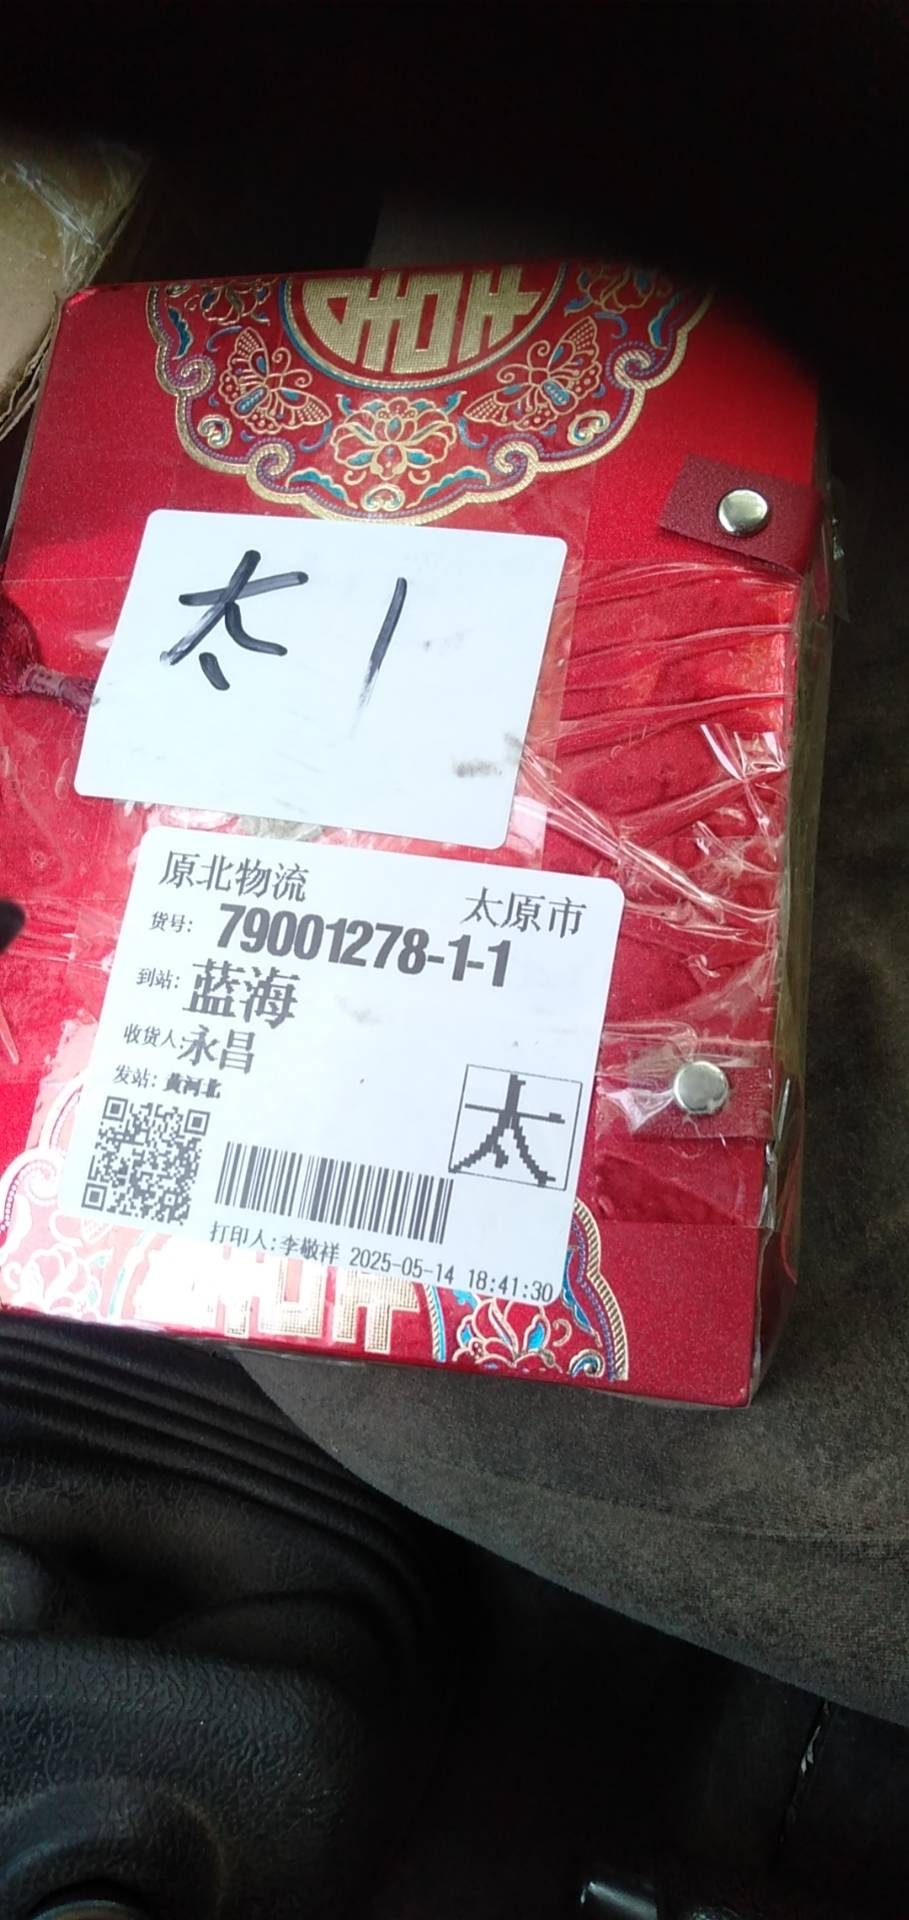 太 1
原北物流
太原市
货号: 79001278-1-1
到站: 蓝海
收货人:永昌
发站: 黄河北
太
打印人:李敬祥 2025-05-14 18:41:30